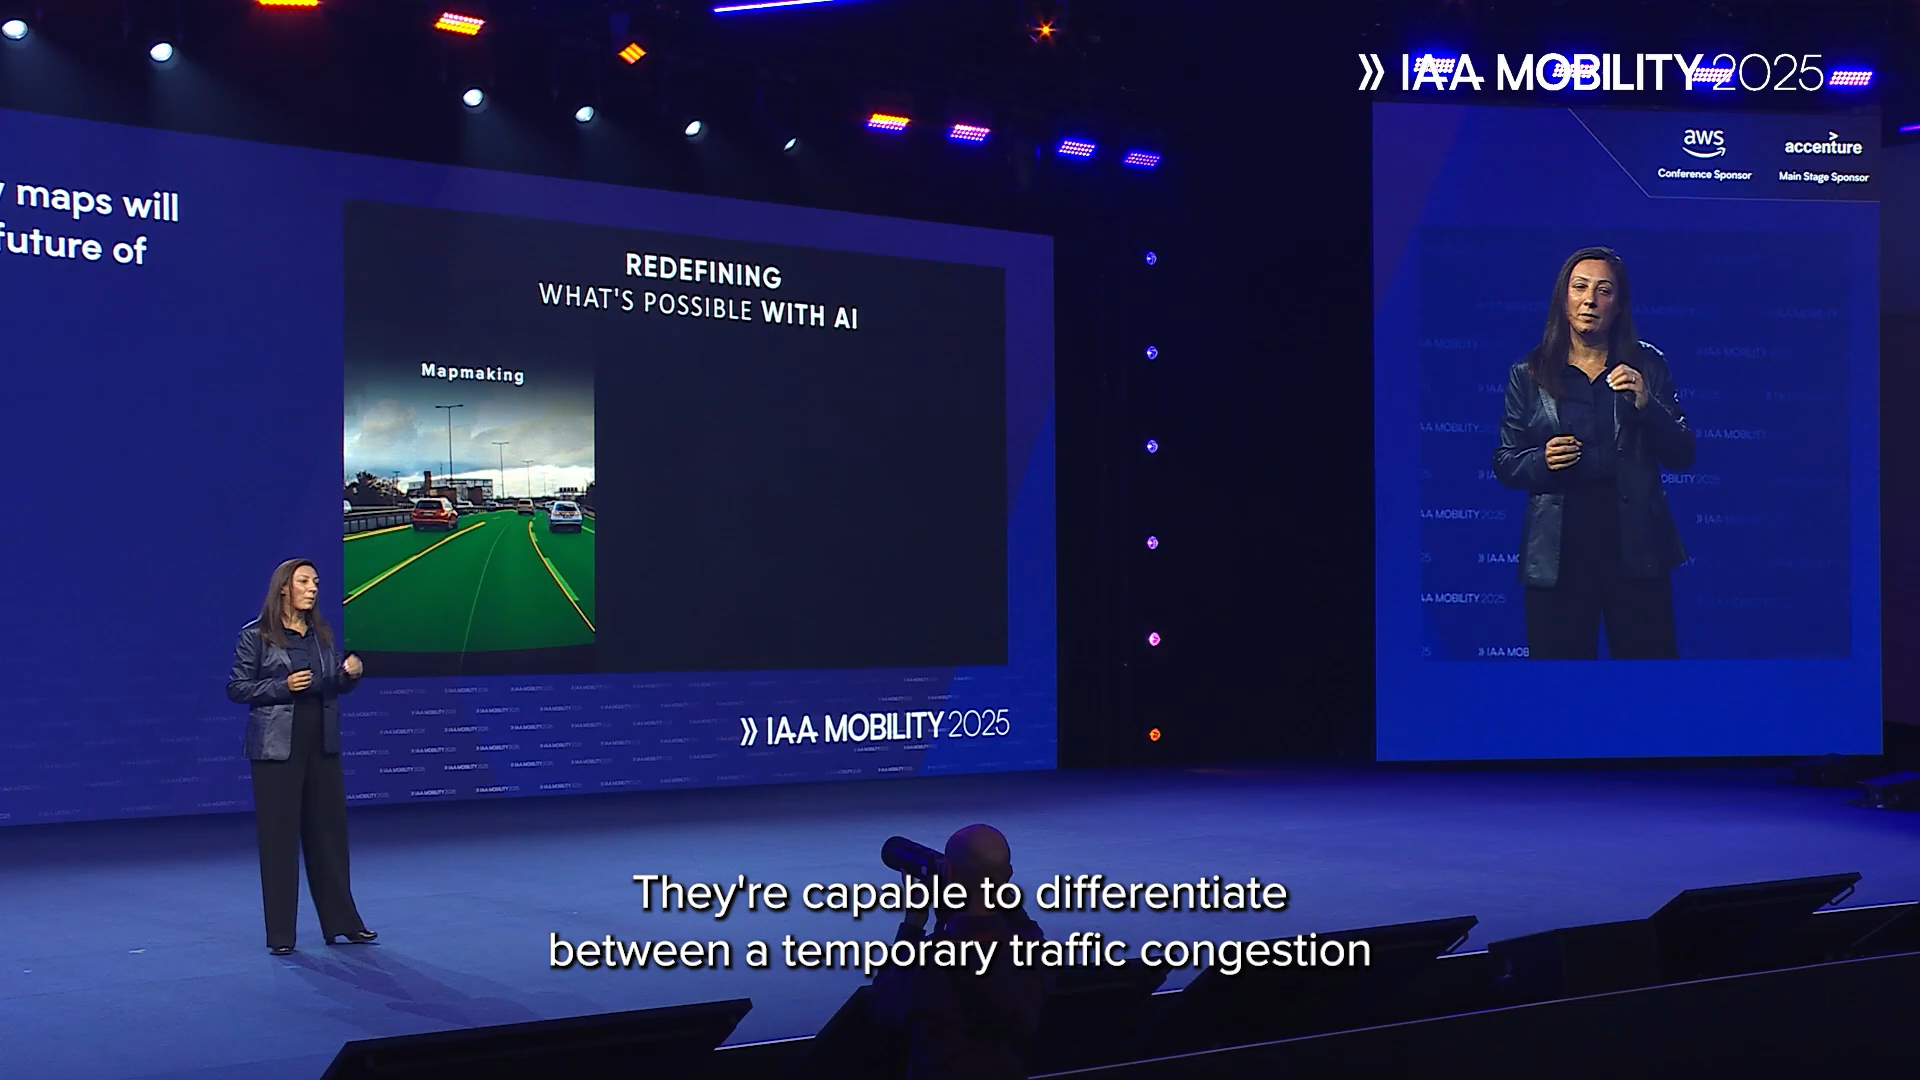 » IAA MOBILITY 2025
aws
Conference Sponsor
accenture
Main Stage Sponsor
maps will
future of
REDEFINING
WHAT'S POSSIBLE WITH AI
Mapmaking
» IAA MOBILITY 2025
They're capable to differentiate
between a temporary traffic congestion